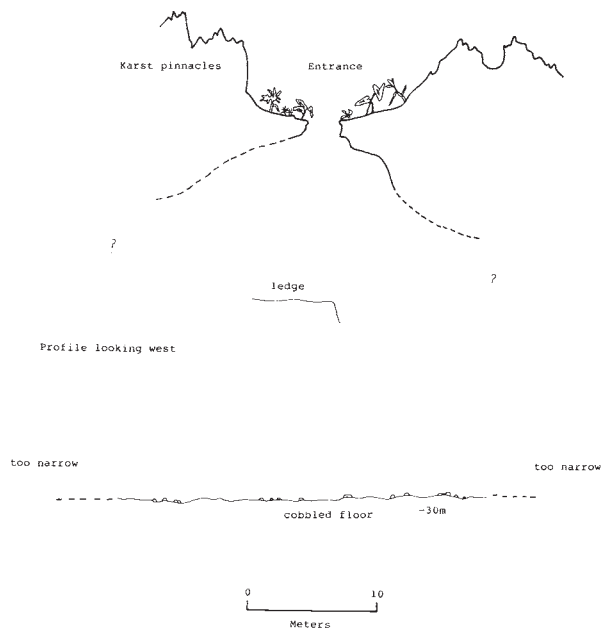 Karst pinnacles Entrance
?
?
ledge
Profile looking west
too narrow
too narrow
cobbled floor -30m
0 10
Meters